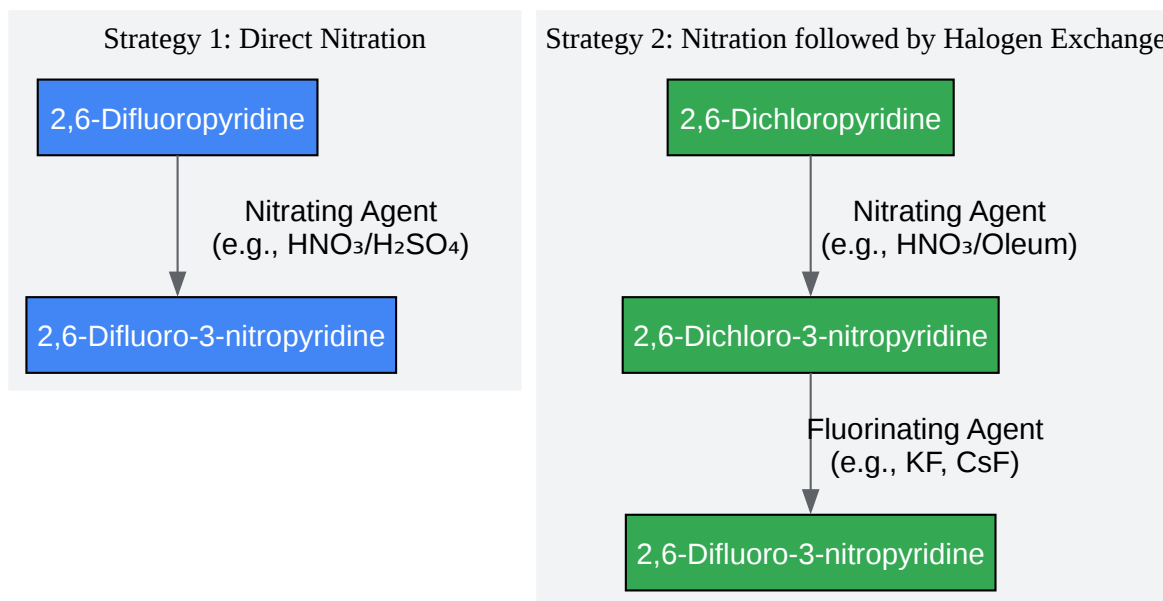 Strategy 1: Direct Nitration
2,6-Difluoropyridine
Nitrating Agent
(e.g., HNO₃/H₂SO₄)
2,6-Difluoro-3-nitropyridine
Strategy 2: Nitration followed by Halogen Exchange
2,6-Dichloropyridine
Nitrating Agent
(e.g., HNO₃/Oleum)
2,6-Dichloro-3-nitropyridine
Fluorinating Agent
(e.g., KF, CsF)
2,6-Difluoro-3-nitropyridine